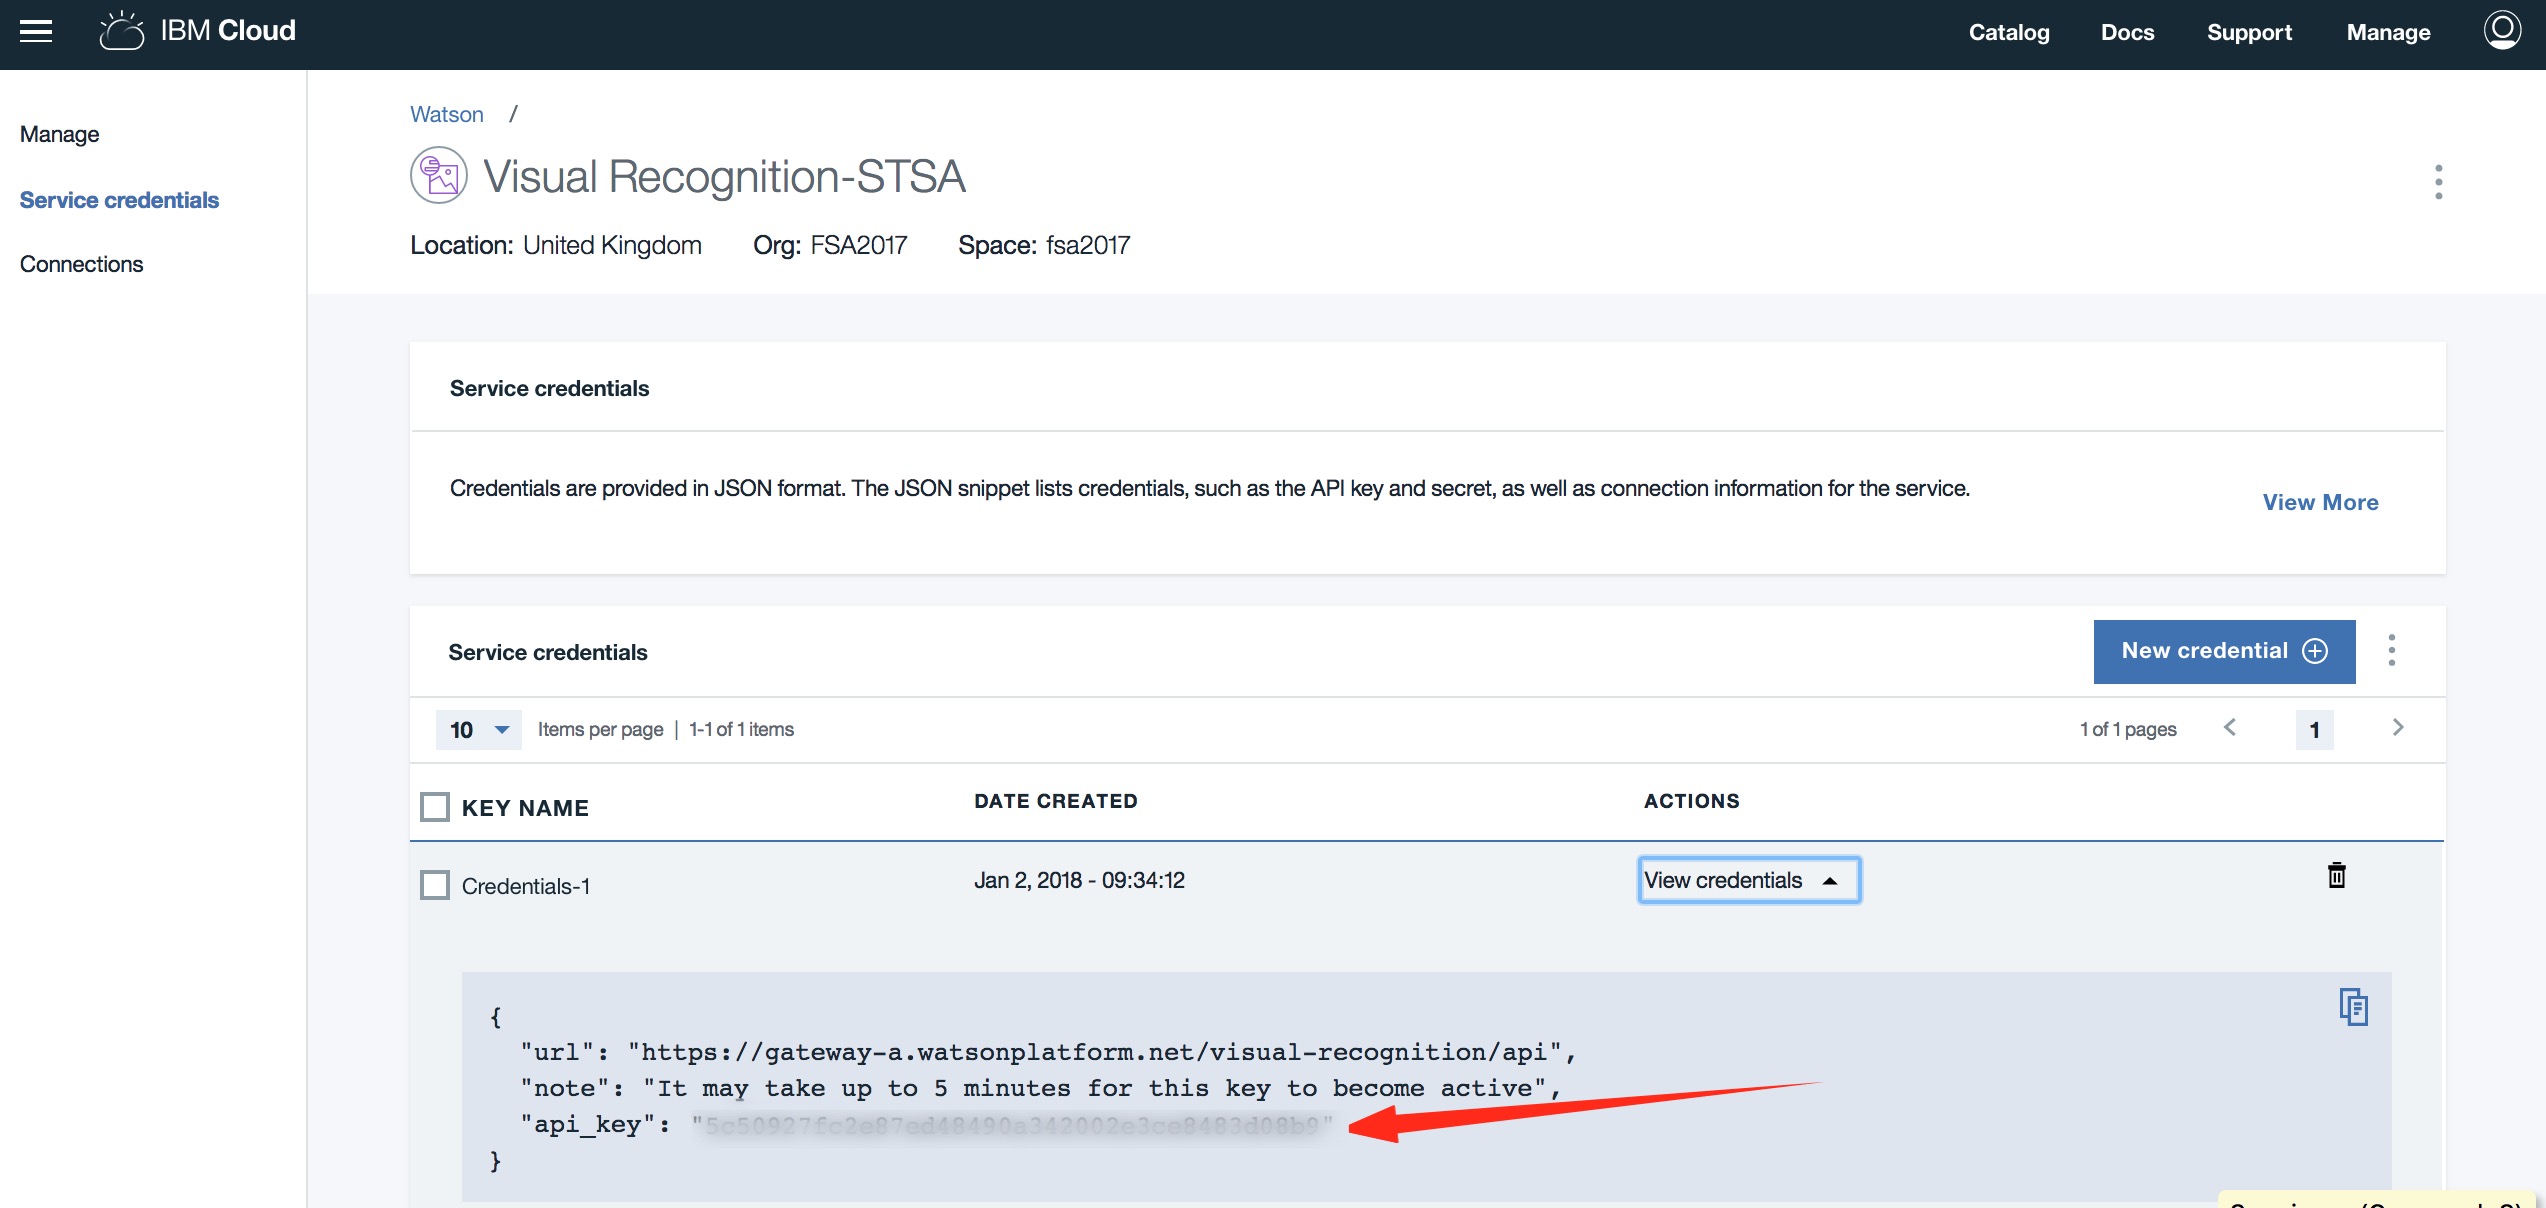 IBM Cloud
Catalog Docs Support Manage
Manage
Service credentials
Connections
Watson /
Visual Recognition-STSA
Location: United Kingdom Org: FSA2017 Space: fsa2017
Service credentials
Credentials are provided in JSON format. The JSON snippet lists credentials, such as the API key and secret, as well as connection information for the service.
View More
Service credentials
New credential
10 Items per page | 1-1 of 1 items
1 of 1 pages < 1 >
KEY NAME DATE CREATED ACTIONS
Credentials-1 Jan 2, 2018 - 09:34:12 View credentials
{
"url": "https://gateway-a.watsonplatform.net/visual-recognition/api",
"note": "It may take up to 5 minutes for this key to become active",
"api_key":
}